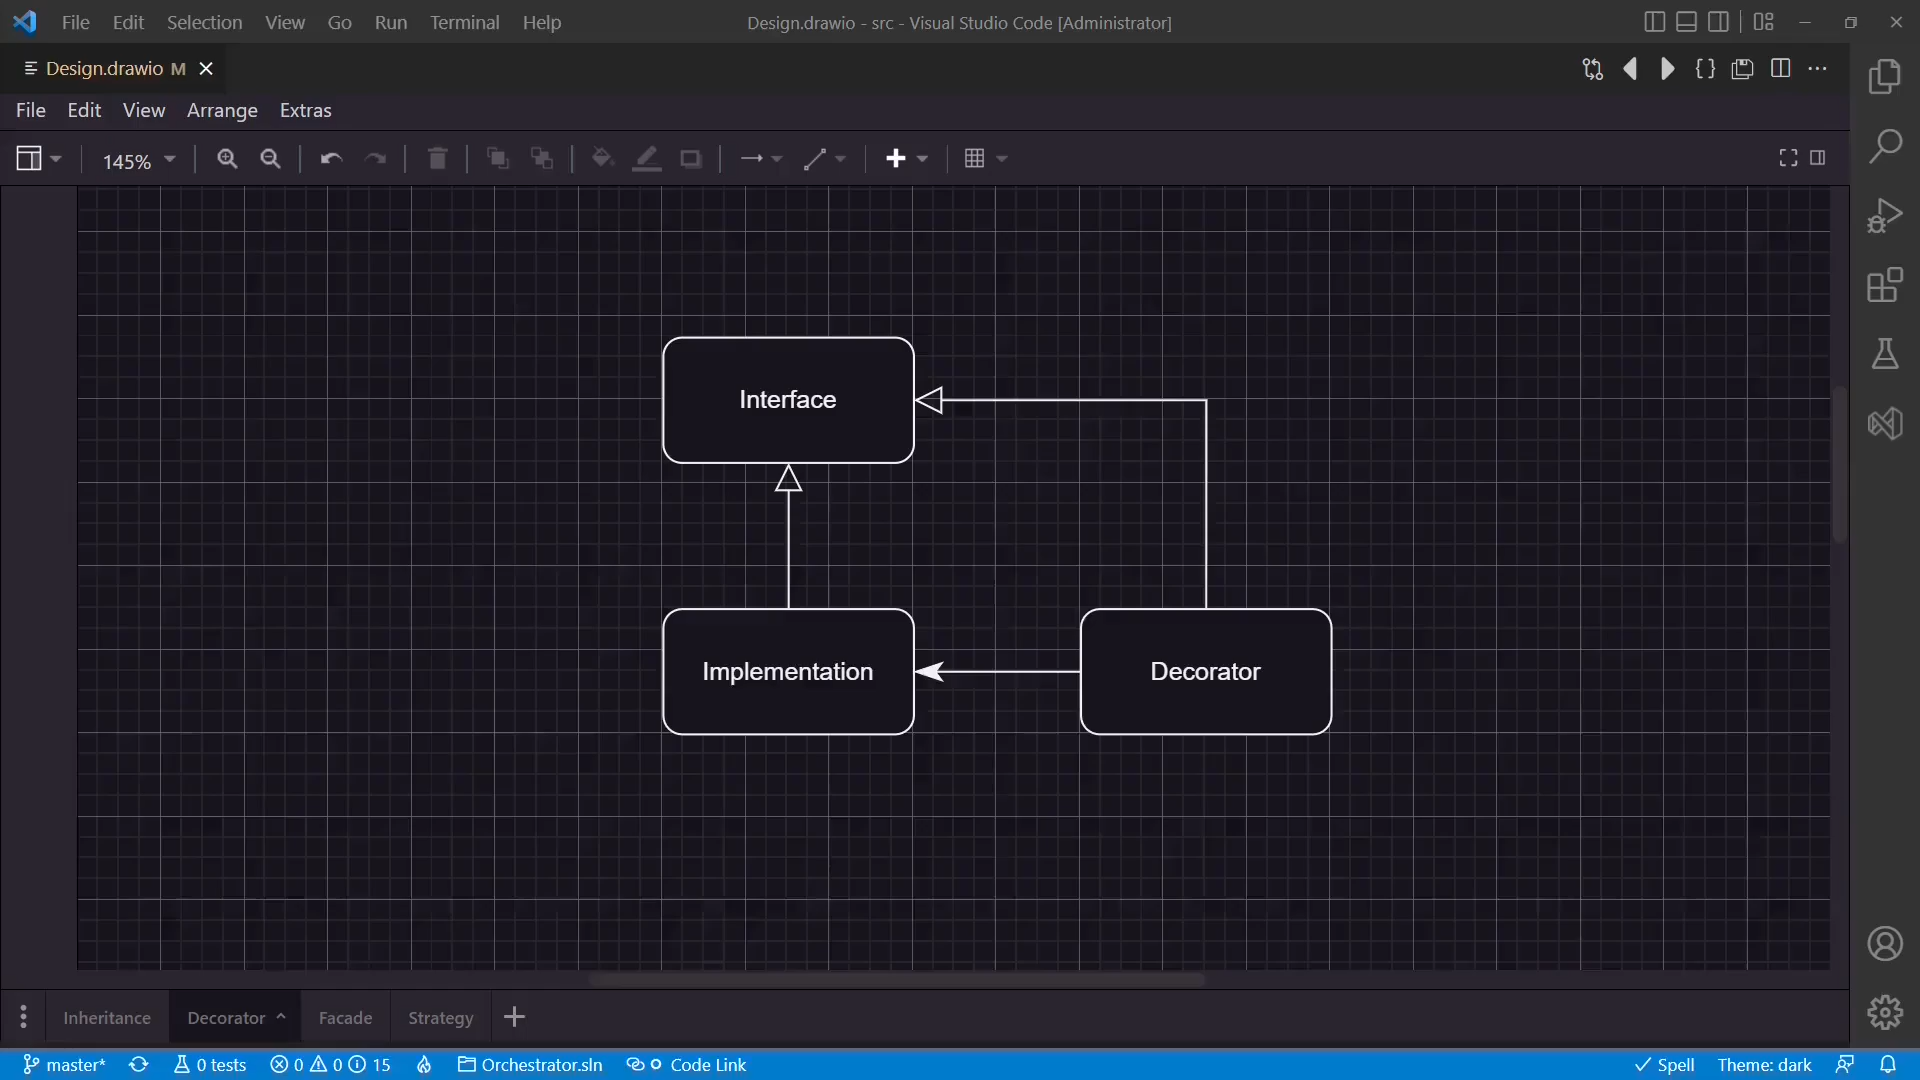 File Edit Selection View Go Run Terminal Help Design.drawio - src - Visual Studio Code [Administrator]
Design.drawio M
File Edit View Arrange Extras
145%
Interface
Implementation Decorator
Inheritance Decorator Facade Strategy
master* 0 tests 0 0 15 Orchestrator.sln Code Link Spell Theme: dark